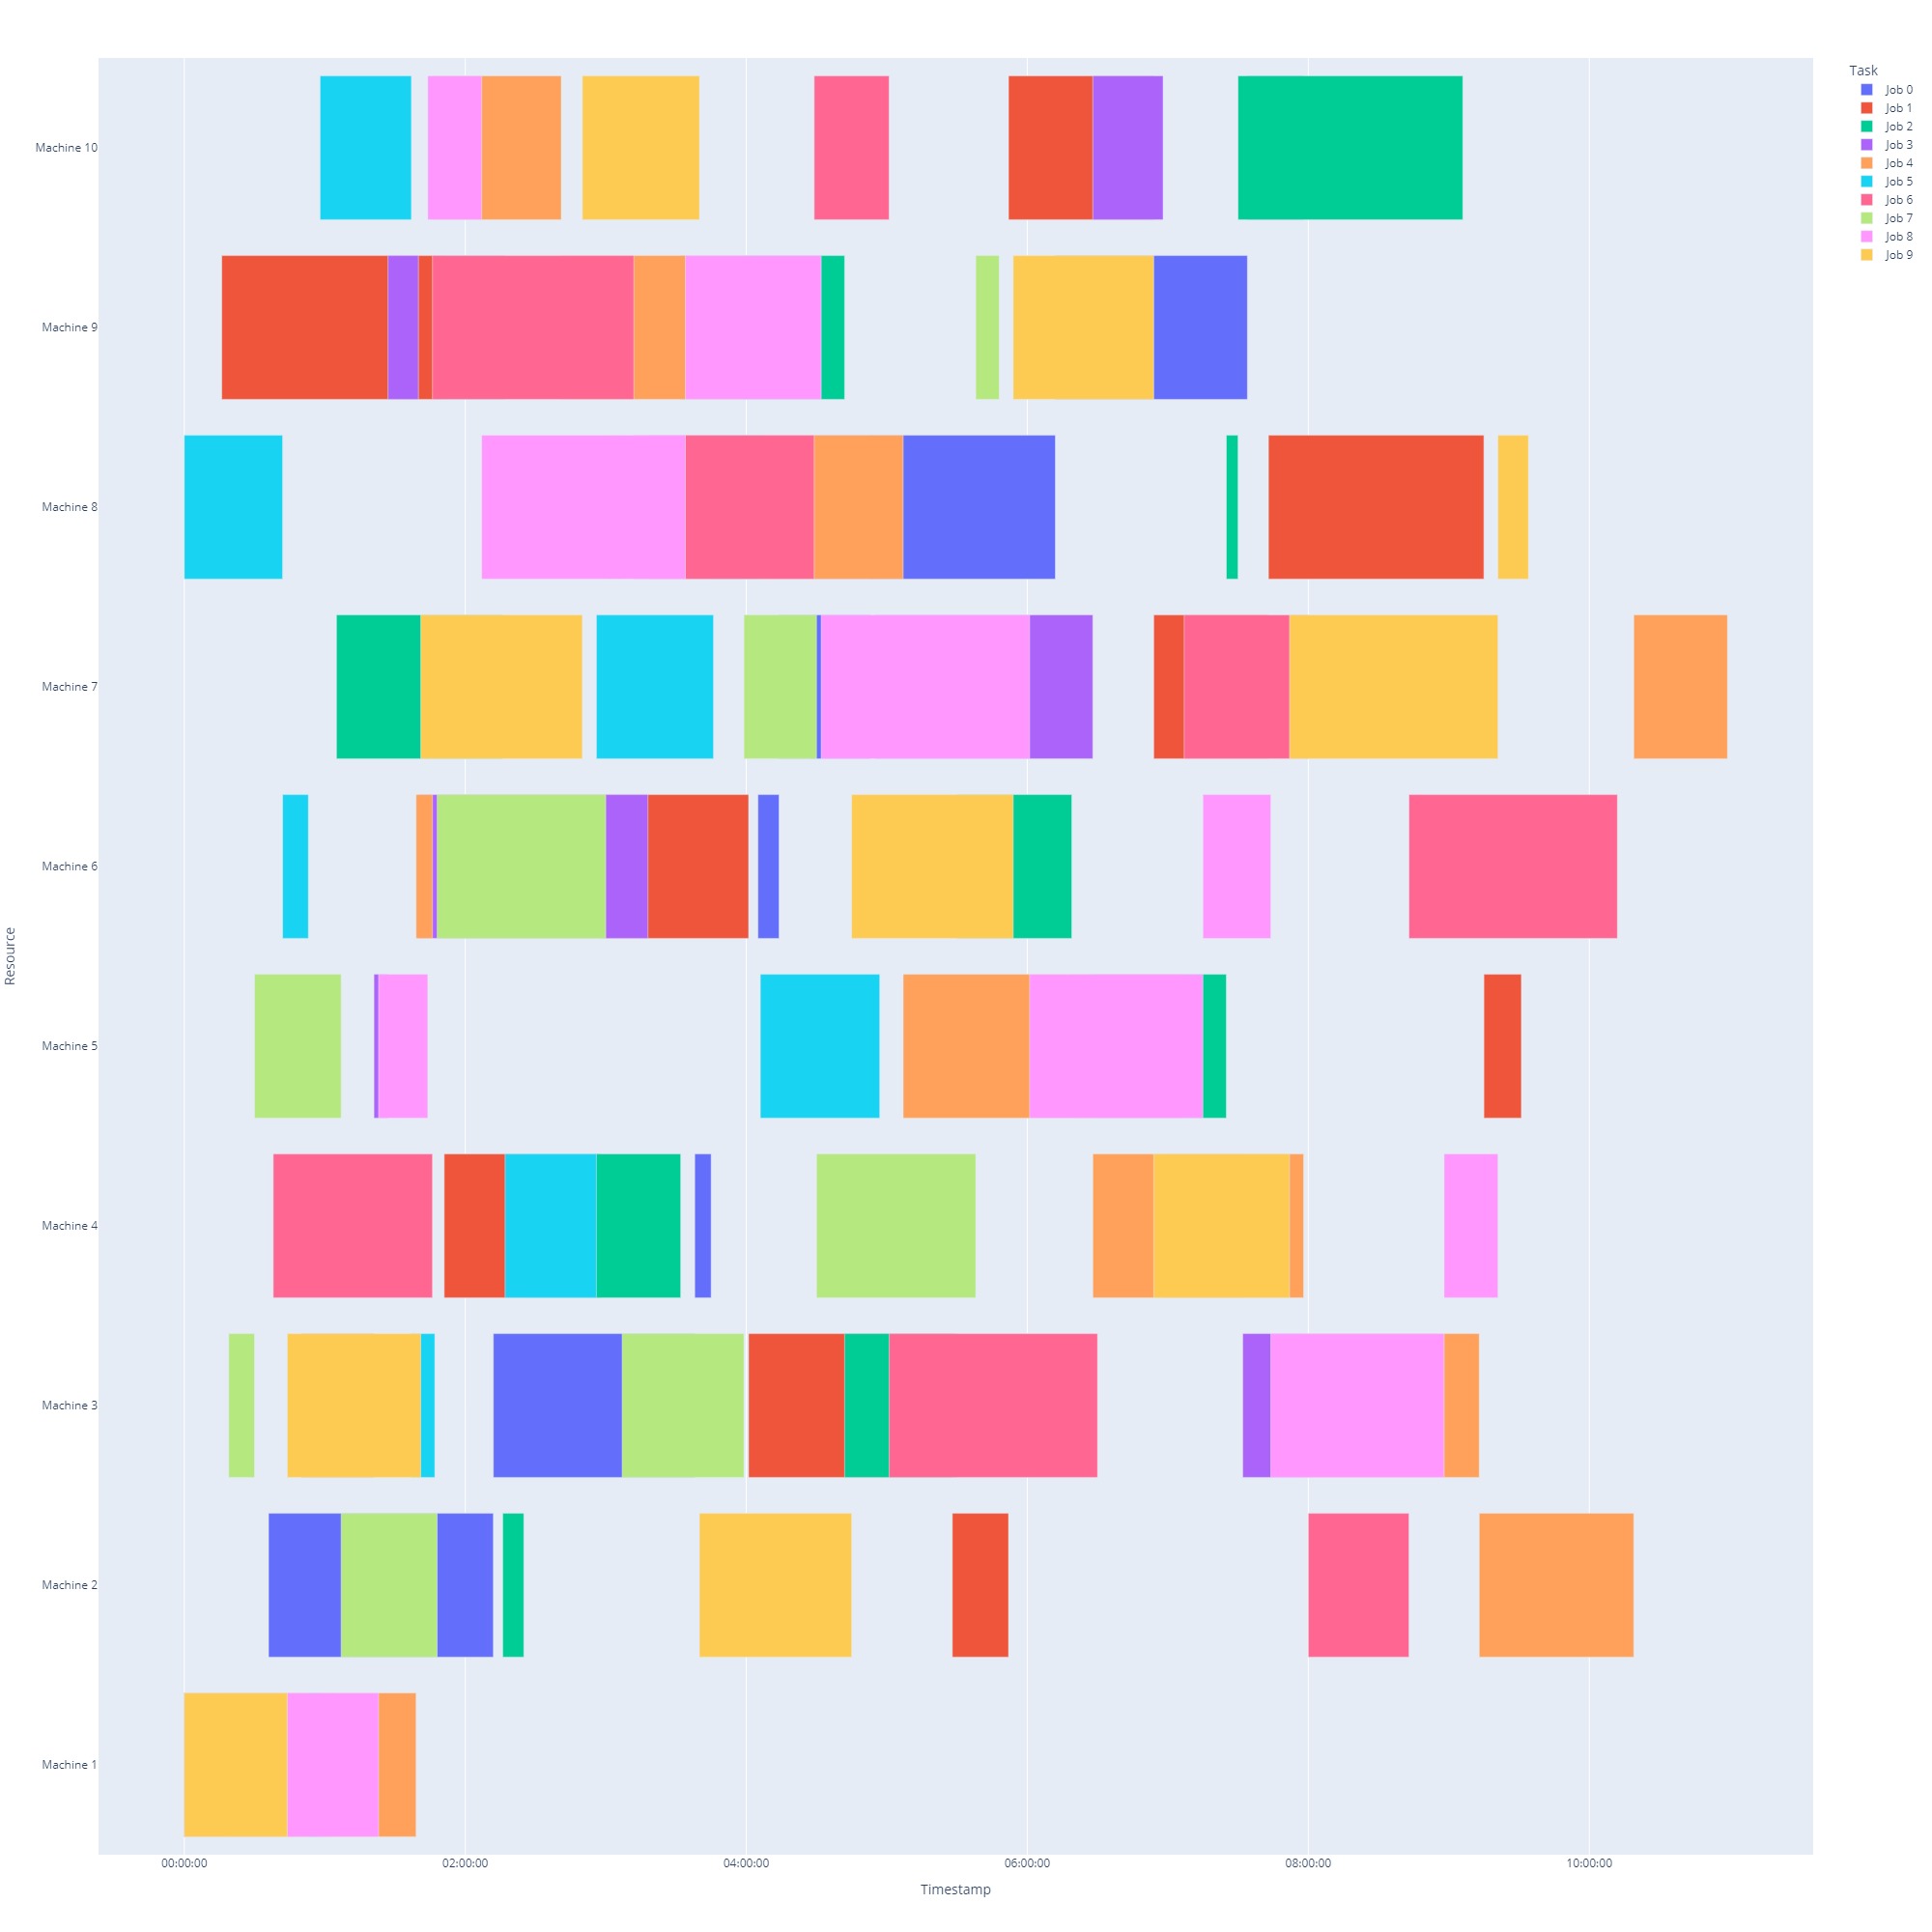 Task
Job 0
Job 1
Job 2
Job 3
Job 4
Job 5
Job 6
Job 7
Job 8
Job 9
Machine 10
Machine 9
Machine 8
Machine 7
Machine 6
Machine 5
Machine 4
Machine 3
Machine 2
Machine 1
Resource
00:00:00 02:00:00 04:00:00 06:00:00 08:00:00 10:00:00
Timestamp